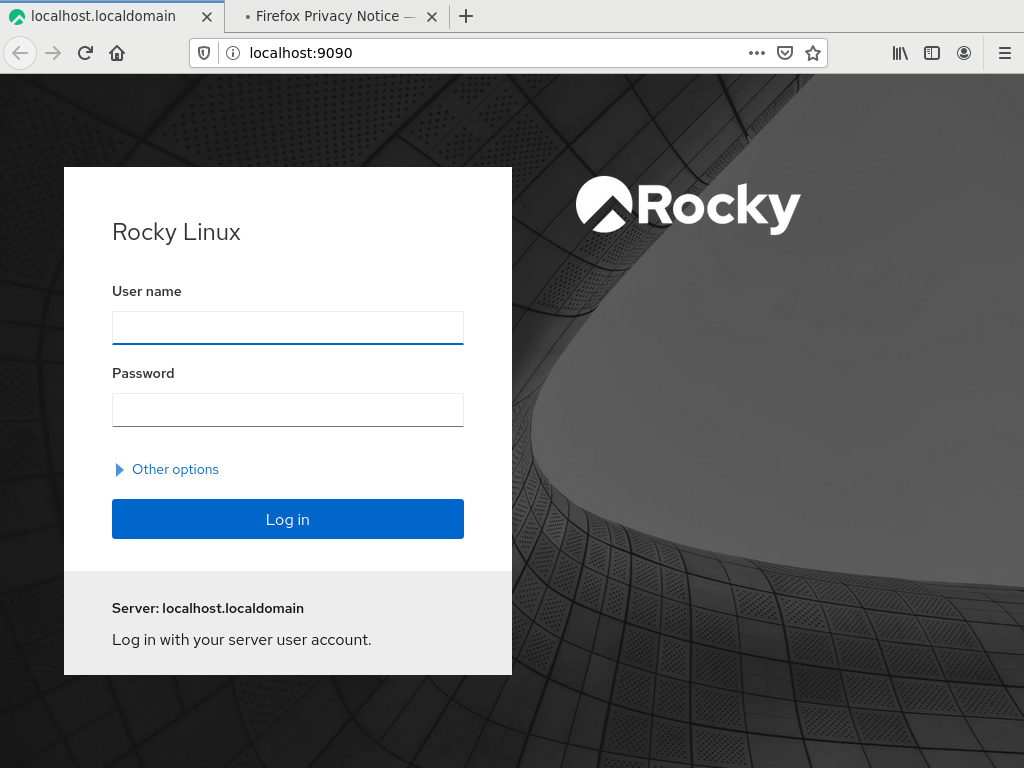 localhost.localdomain
Firefox Privacy Notice —
localhost:9090
Rocky
Rocky Linux
User name
Password
Other options
Log in
Server: localhost.localdomain
Log in with your server user account.